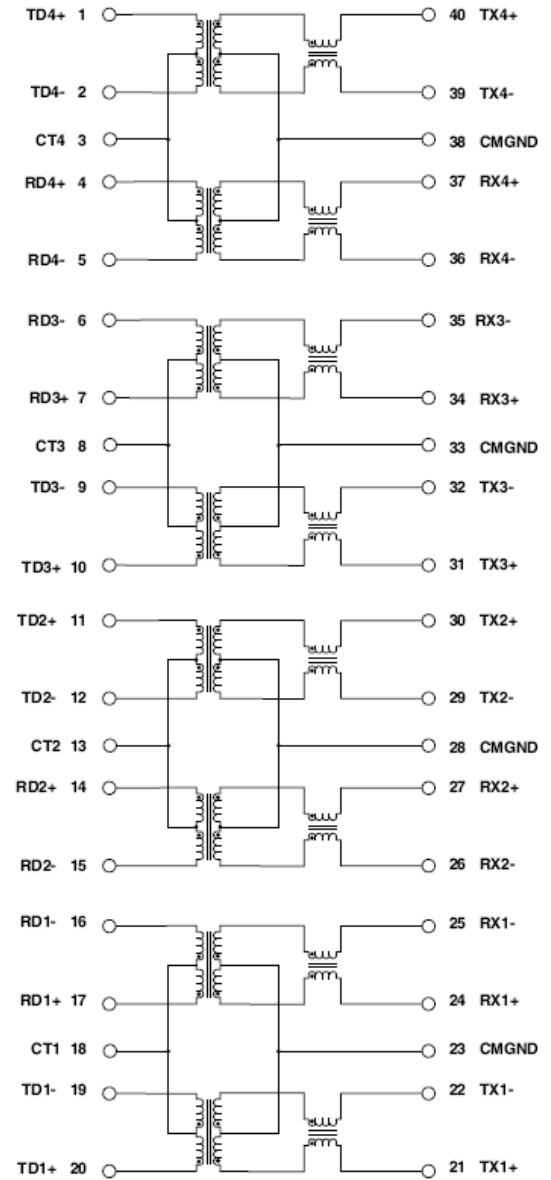 TD4+ 1 40 TX4+
TD4- 2 39 TX4-
CT4 3 38 CMGND
RD4+ 4 37 RX4+
RD4- 5 36 RX4-
RD3- 6 35 RX3-
RD3+ 7 34 RX3+
CT3 8 33 CMGND
TD3- 9 32 TX3-
TD3+ 10 31 TX3+
TD2+ 11 30 TX2+
TD2- 12 29 TX2-
CT2 13 28 CMGND
RD2+ 14 27 RX2+
RD2- 15 26 RX2-
RD1- 16 25 RX1-
RD1+ 17 24 RX1+
CT1 18 23 CMGND
TD1- 19 22 TX1-
TD1+ 20 21 TX1+